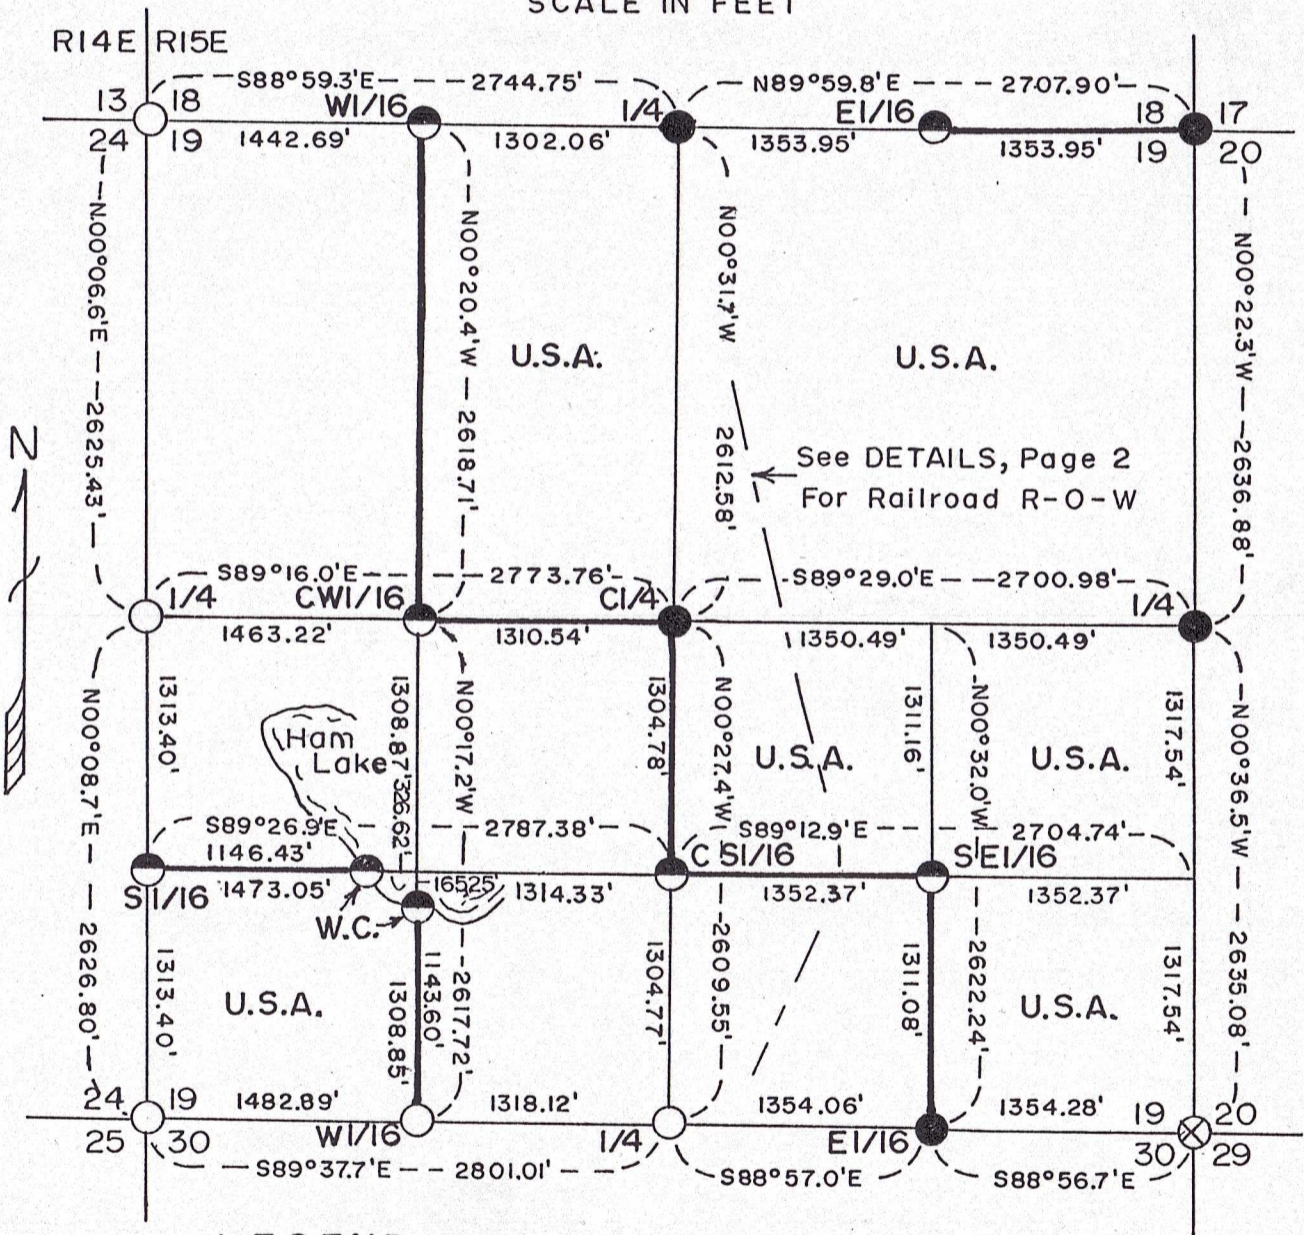 SCALE IN FEET
R14E R15E
S88°59.3'E 2744.75' N89°59.8'E 2707.90'
13 18 W1/16 1/4 E1/16 18 17
24 19 1442.69' 1302.06' 1353.95' 1353.95' 19 20
N00°06.6'E 2625.43'
N00°20.4'W 2618.71'
N00°31.7'W 2612.58'
N00°22.3'W 2636.88'
U.S.A. U.S.A.
See DETAILS, Page 2
For Railroad R-O-W
N
S89°16.0'E 2773.76' S89°29.0'E 2700.98'
1/4 CW1/16 C1/4 1/4
1463.22' 1310.54' 1350.49' 1350.49'
N00°08.7'E 2626.80'
1313.40'
1308.87'
326.62'
N00°17.2'W 2617.72'
1304.78'
N00°27.4'W 2609.55'
1311.16'
N00°32.0'W 2622.24'
1317.54'
N00°36.5'W 2635.08'
Ham
Lake
U.S.A. U.S.A.
S89°26.9'E 2787.38' S89°12.9'E 2704.74'
1146.43' C S1/16 S E1/16
S1/16 1473.05' 165.25' 1314.33' 1352.37' 1352.37'
W.C.
1313.40'
1308.85'
1143.60'
1304.77'
1311.08'
1317.54'
U.S.A. U.S.A.
24 19 1482.89' 1318.12' 1354.06' 1354.28' 19 20
25 30 W1/16 1/4 E1/16 30 29
S89°37.7'E 2801.01' S88°57.0'E S88°56.7'E